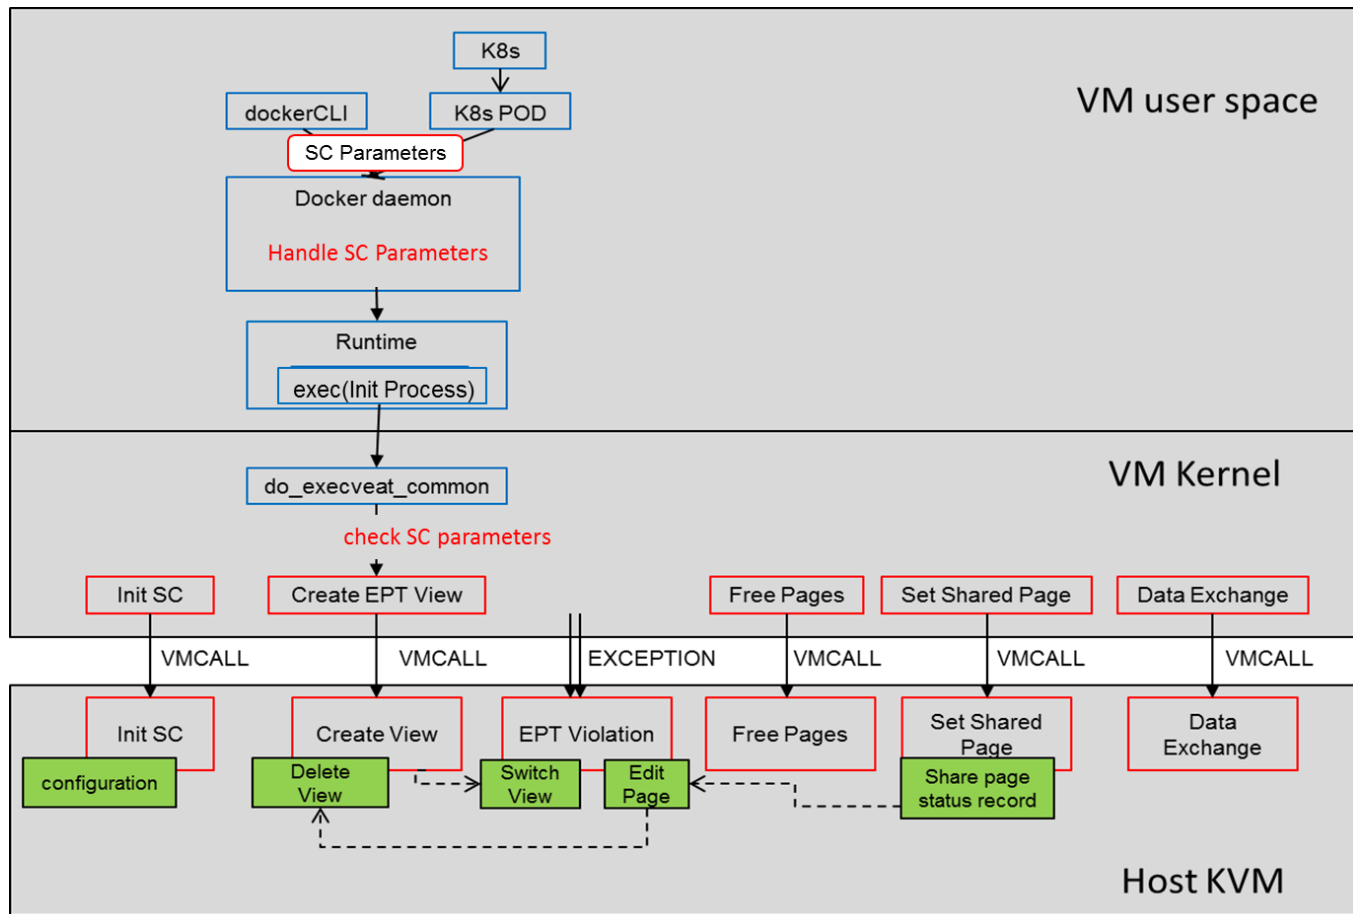 K8s
VM user space
dockerCLI
K8s POD
SC Parameters
Docker daemon
Handle SC Parameters
Runtime
exec(Init Process)
VM Kernel
do_execveat_common
check SC parameters
Init SC
Create EPT View
Free Pages
Set Shared Page
Data Exchange
VMCALL
VMCALL
EXCEPTION
VMCALL
VMCALL
VMCALL
Init SC
Create View
EPT Violation
Free Pages
Set Shared
Page
Data
Exchange
configuration
Delete
View
Switch
View
Edit
Page
Share page
status record
Host KVM